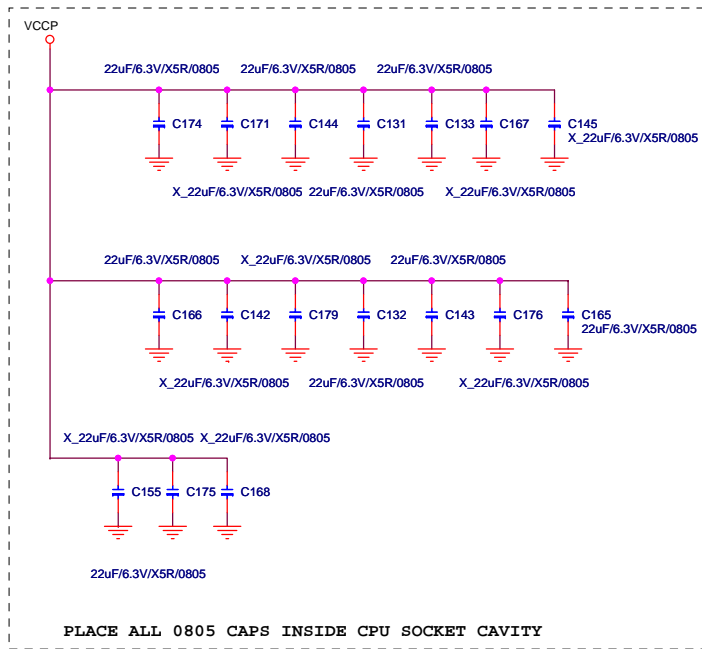 VCCP
22uF/6.3V/X5R/0805 22uF/6.3V/X5R/0805 22uF/6.3V/X5R/0805
C174 C171 C144 C131 C133 C167 C145
X_22uF/6.3V/X5R/0805
X_22uF/6.3V/X5R/0805 22uF/6.3V/X5R/0805 X_22uF/6.3V/X5R/0805
22uF/6.3V/X5R/0805 X_22uF/6.3V/X5R/0805 22uF/6.3V/X5R/0805
C166 C142 C179 C132 C143 C176 C165
22uF/6.3V/X5R/0805
X_22uF/6.3V/X5R/0805 22uF/6.3V/X5R/0805 X_22uF/6.3V/X5R/0805
X_22uF/6.3V/X5R/0805 X_22uF/6.3V/X5R/0805
C155 C175 C168
22uF/6.3V/X5R/0805
PLACE ALL 0805 CAPS INSIDE CPU SOCKET CAVITY